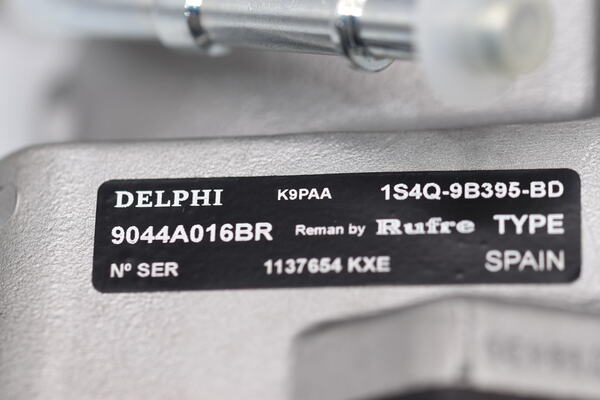 DELPHI K9PAA 1S4Q-9B395-BD
9044A016BR Reman by Rufre TYPE
Nº SER 1137654 KXE SPAIN